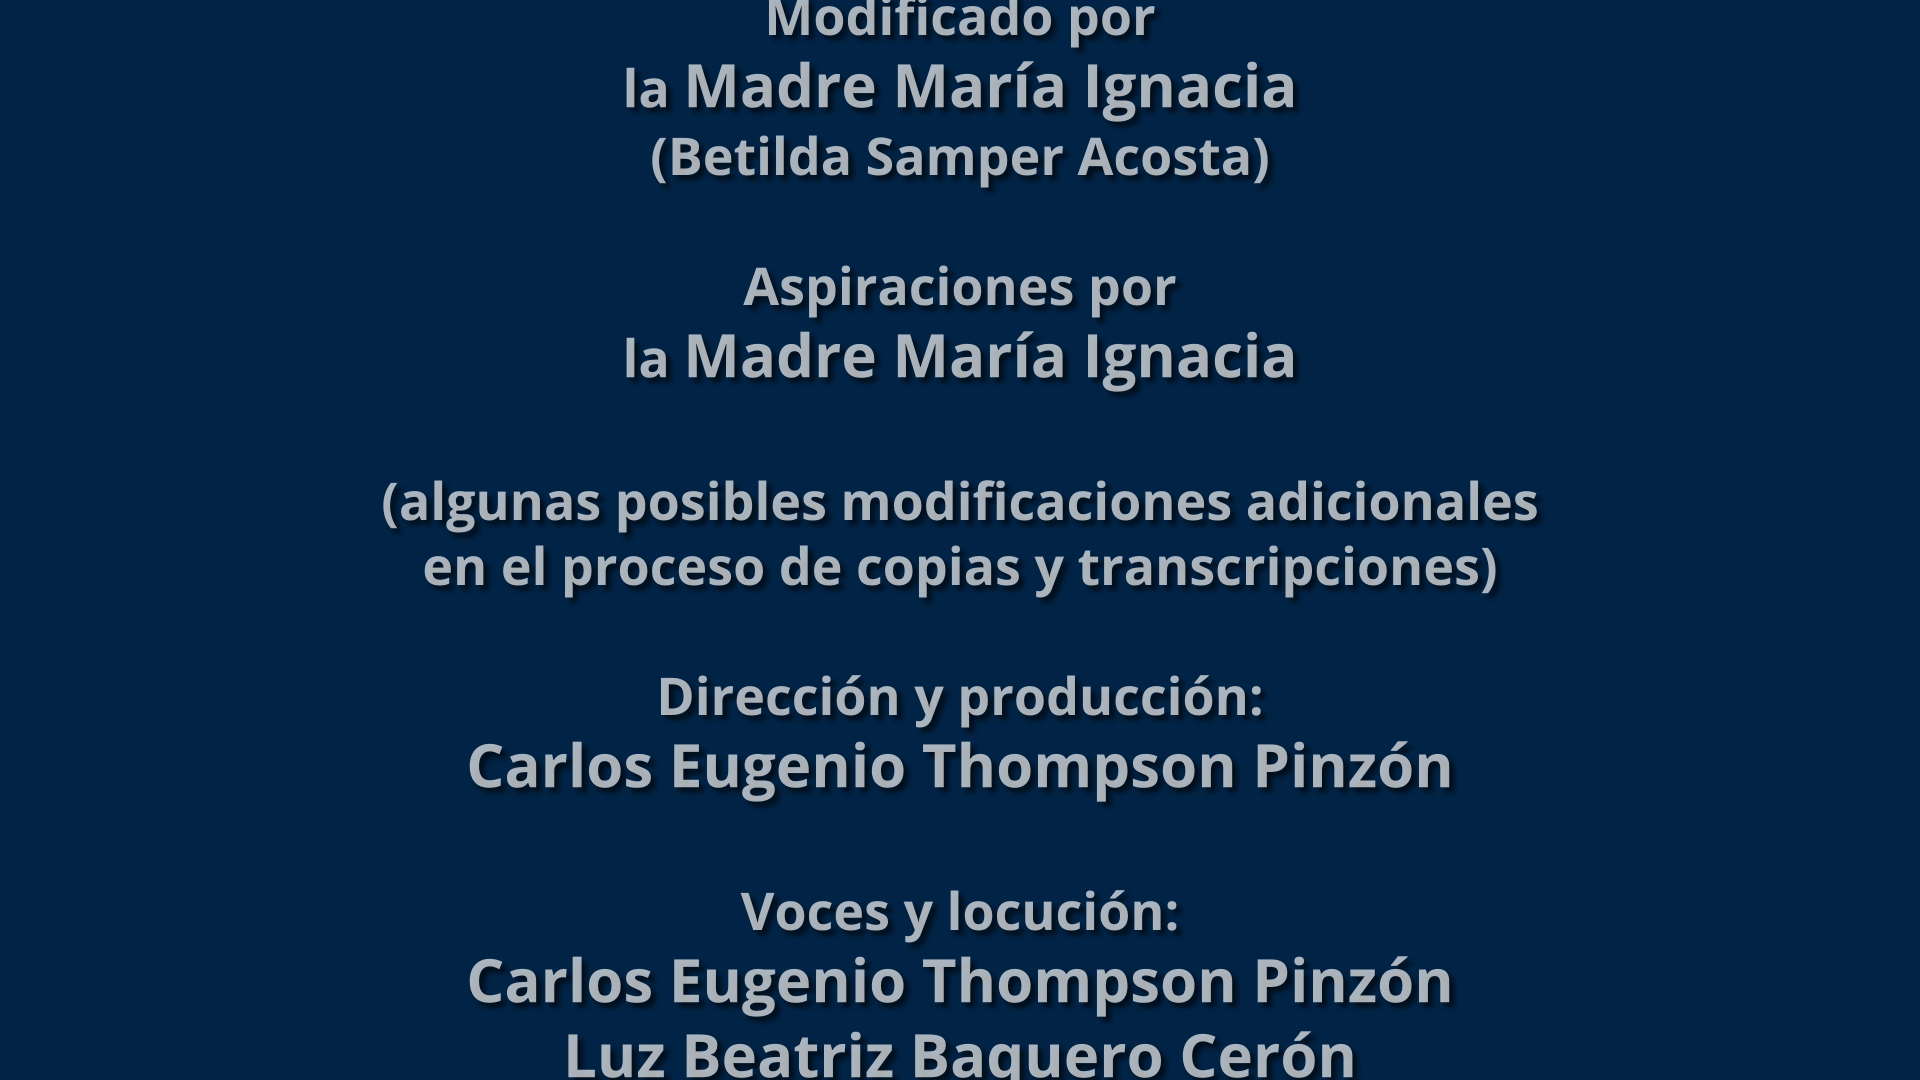 Modificado por
la Madre María Ignacia
(Betilda Samper Acosta)
Aspiraciones por
la Madre María Ignacia
(algunas posibles modificaciones adicionales
en el proceso de copias y transcripciones)
Dirección y producción:
Carlos Eugenio Thompson Pinzón
Voces y locución:
Carlos Eugenio Thompson Pinzón
Luz Beatriz Baquero Cerón